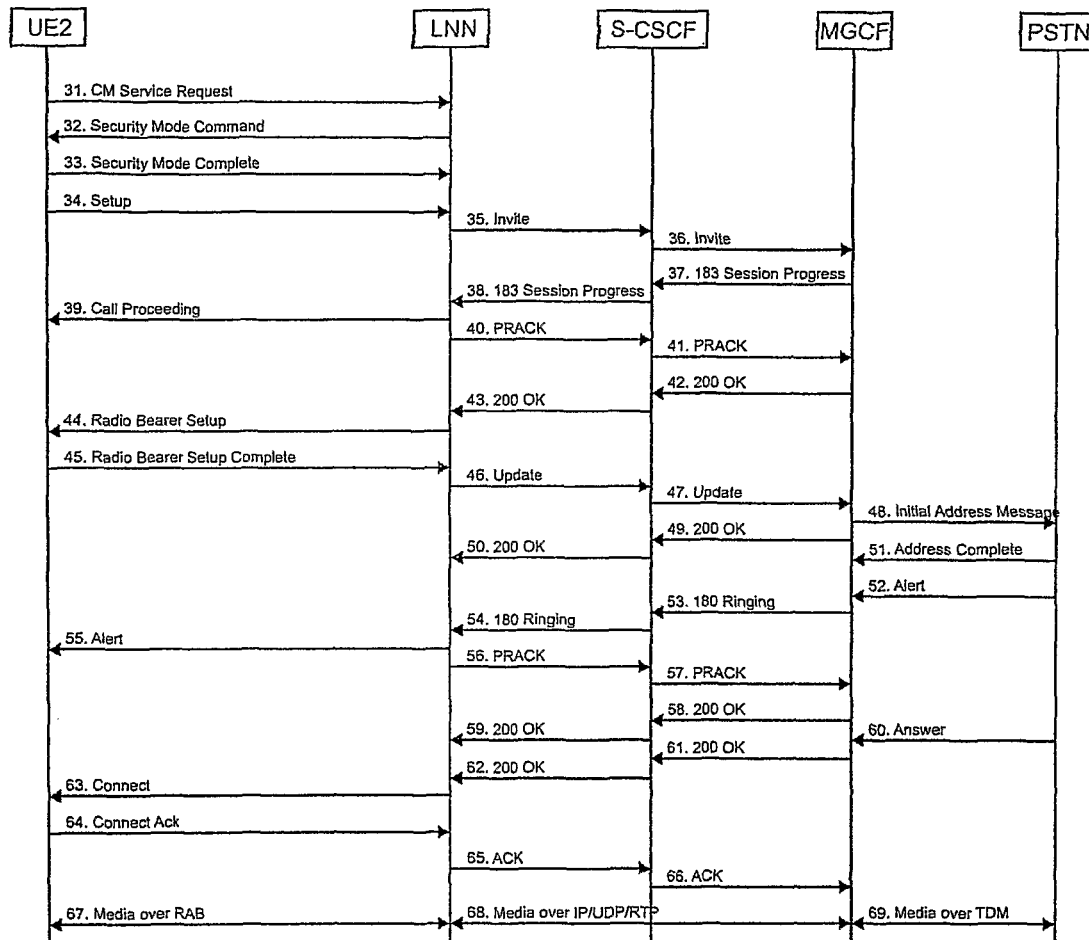 UE2
LNN
S-CSCF
MGCF
PSTN
31. CM Service Request
32. Security Mode Command
33. Security Mode Complete
34. Setup
35. Invite
36. Invite
37. 183 Session Progress
38. 183 Session Progress
39. Call Proceeding
40. PRACK
41. PRACK
42. 200 OK
43. 200 OK
44. Radio Bearer Setup
45. Radio Bearer Setup Complete
46. Update
47. Update
48. Initial Address Message
49. 200 OK
50. 200 OK
51. Address Complete
52. Alert
53. 180 Ringing
54. 180 Ringing
55. Alert
56. PRACK
57. PRACK
58. 200 OK
59. 200 OK
60. Answer
61. 200 OK
62. 200 OK
63. Connect
64. Connect Ack
65. ACK
66. ACK
67. Media over RAB
68. Media over IP/UDP/RTP
69. Media over TDM